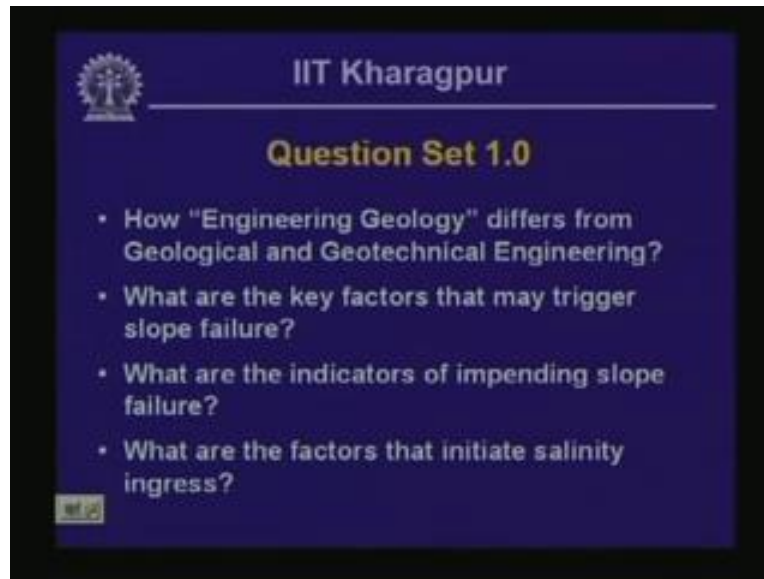 IIT Kharagpur
Question Set 1.0
• How "Engineering Geology" differs from
Geological and Geotechnical Engineering?
• What are the key factors that may trigger
slope failure?
• What are the indicators of impending slope
failure?
• What are the factors that initiate salinity
ingress?